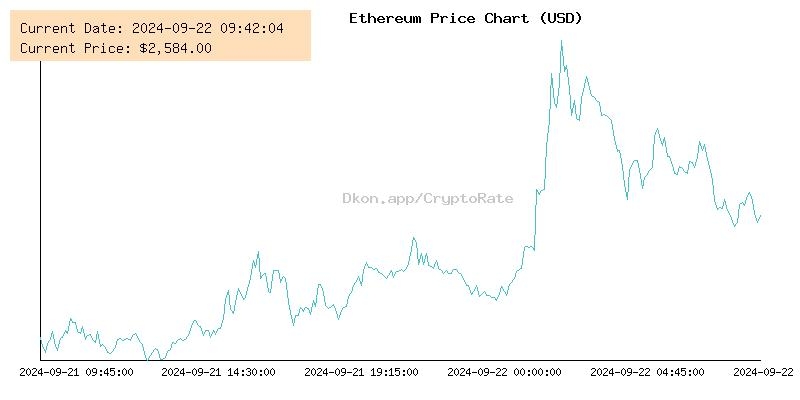 Ethereum Price Chart (USD)
Current Date: 2024-09-22 09:42:04
Current Price: $2,584.00
Dkon.app/CryptoRate
2024-09-21 09:45:00
2024-09-21 14:30:00
2024-09-21 19:15:00
2024-09-22 00:00:00
2024-09-22 04:45:00
2024-09-22